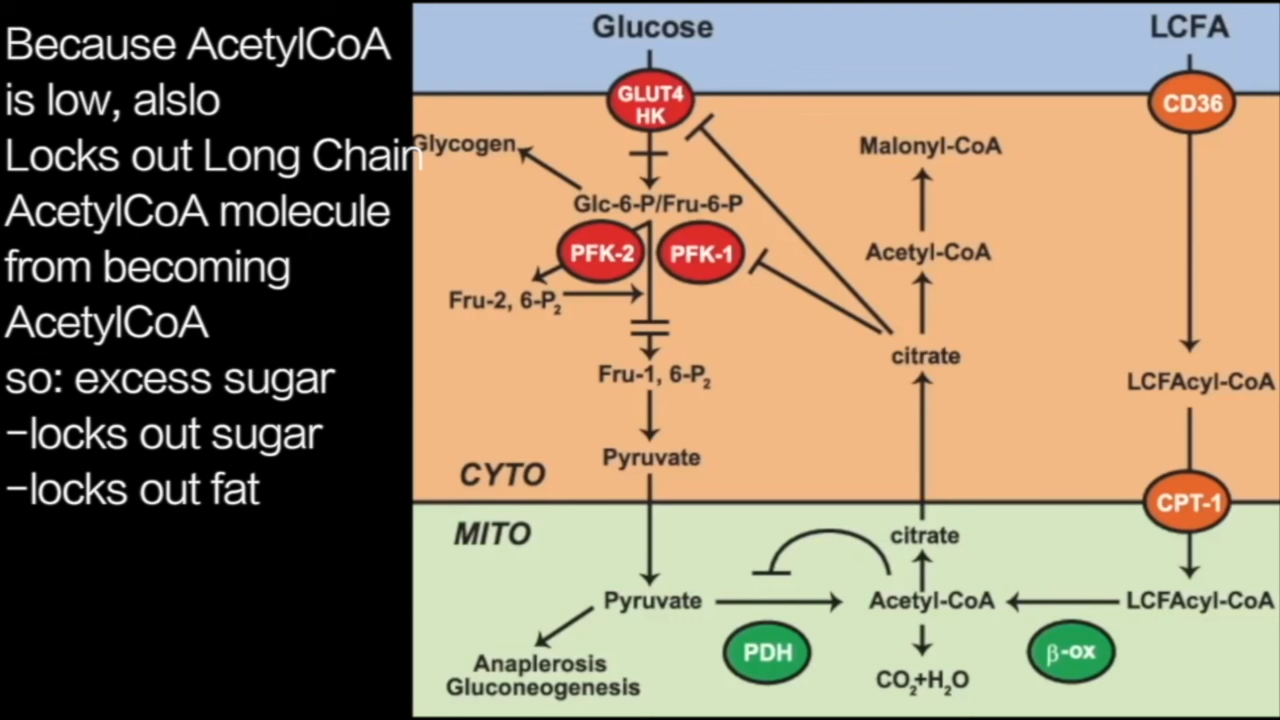 Because AcetylCoA
is low, alslo
Locks out Long Chain
AcetylCoA molecule
from becoming
AcetylCoA
so: excess sugar
-locks out sugar
-locks out fat
Glucose
LCFA
GLUT4
HK
CD36
Glycogen
Malonyl-CoA
Glc-6-P/Fru-6-P
PFK-2
PFK-1
Acetyl-CoA
Fru-2, 6-P₂
citrate
Fru-1, 6-P₂
LCFAcyl-CoA
Pyruvate
CYTO
CPT-1
MITO
citrate
Pyruvate
Acetyl-CoA
LCFAcyl-CoA
PDH
β-ox
Anaplerosis
Gluconeogenesis
CO₂+H₂O